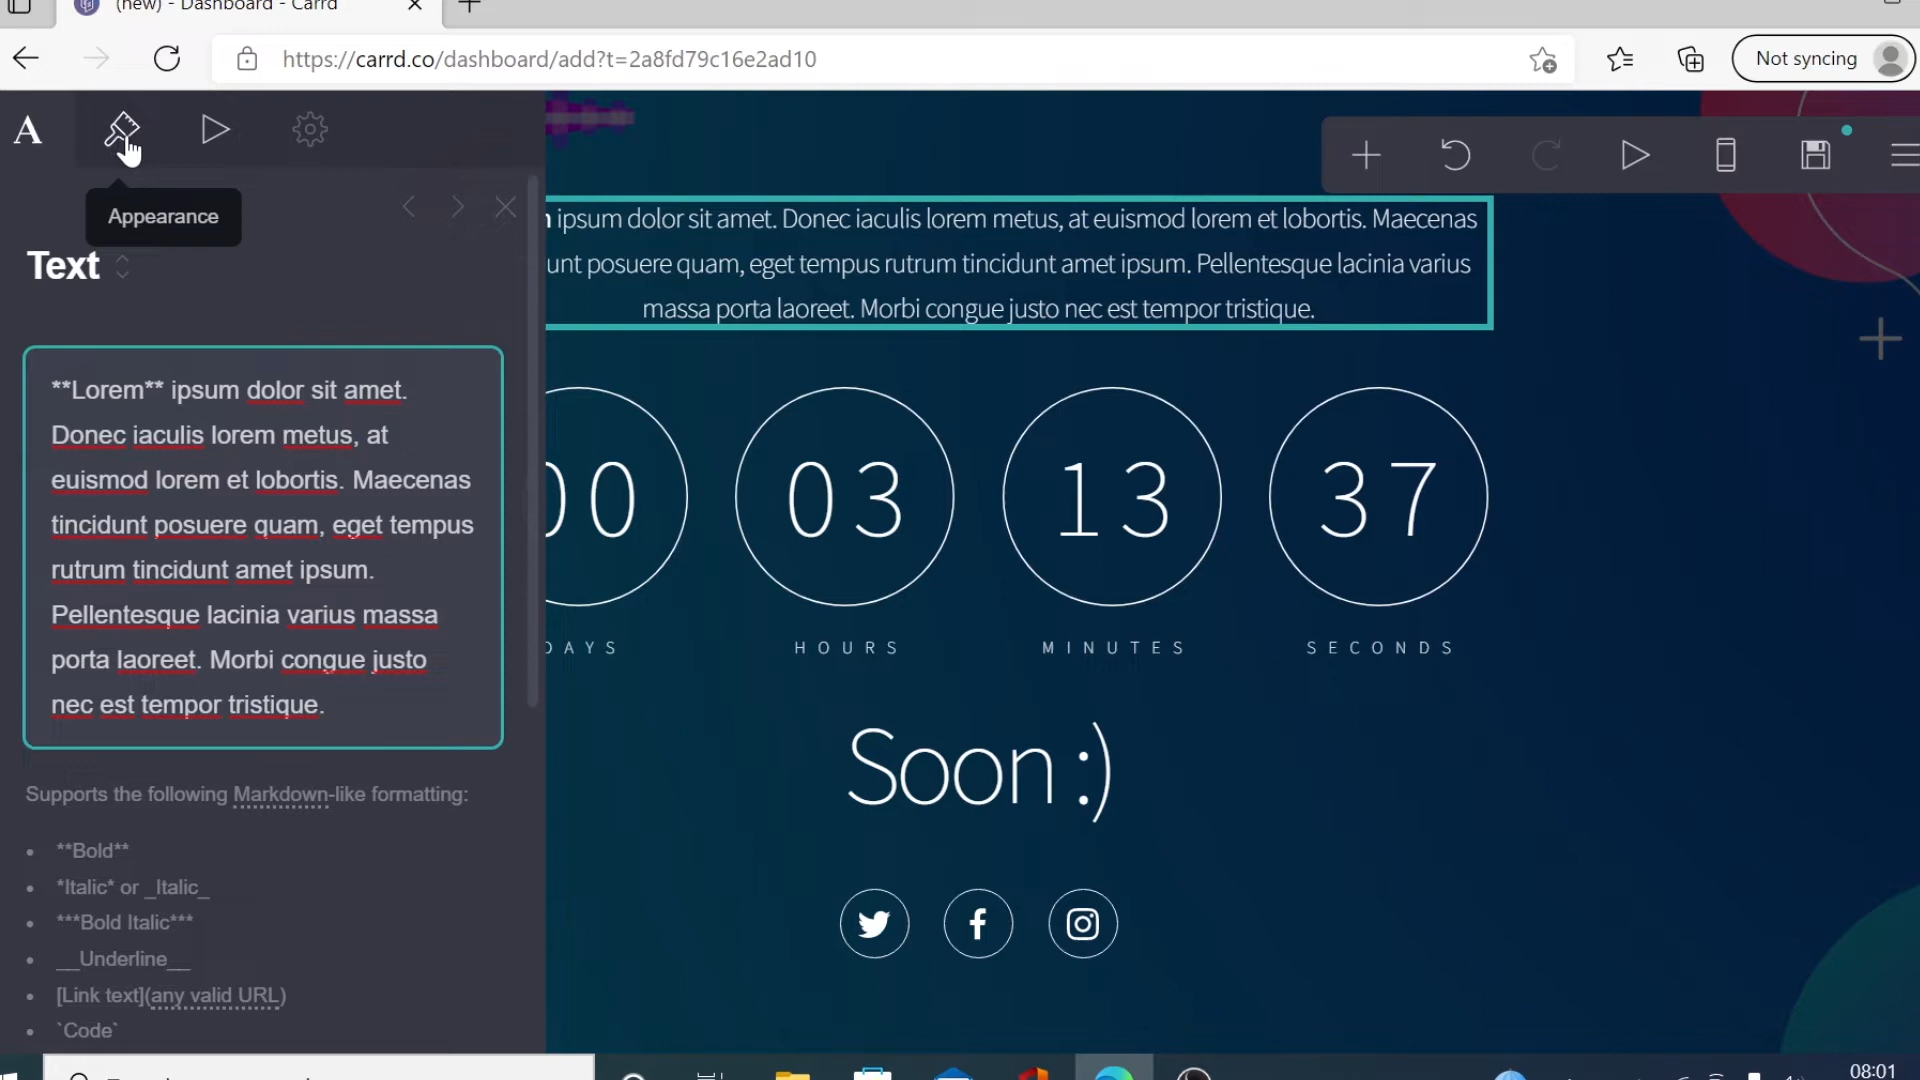 (new) - Dashboard - Carrd
https://carrd.co/dashboard/add?t=2a8fd79c16e2ad10
Not syncing
A
Appearance
Text
**Lorem** ipsum dolor sit amet.
Donec iaculis lorem metus, at
euismod lorem et lobortis. Maecenas
tincidunt posuere quam, eget tempus
rutrum tincidunt amet ipsum.
Pellentesque lacinia varius massa
porta laoreet. Morbi congue justo
nec est tempor tristique.
Supports the following Markdown-like formatting:
**Bold**
*Italic* or _Italic_
***Bold Italic***
__Underline__
[Link text](any valid URL)
`Code`
ipsum dolor sit amet. Donec iaculis lorem metus, at euismod lorem et lobortis. Maecenas
unt posuere quam, eget tempus rutrum tincidunt amet ipsum. Pellentesque lacinia varius
massa porta laoreet. Morbi congue justo nec est tempor tristique.
00 03 13 37
DAYS HOURS MINUTES SECONDS
Soon :)
08:01